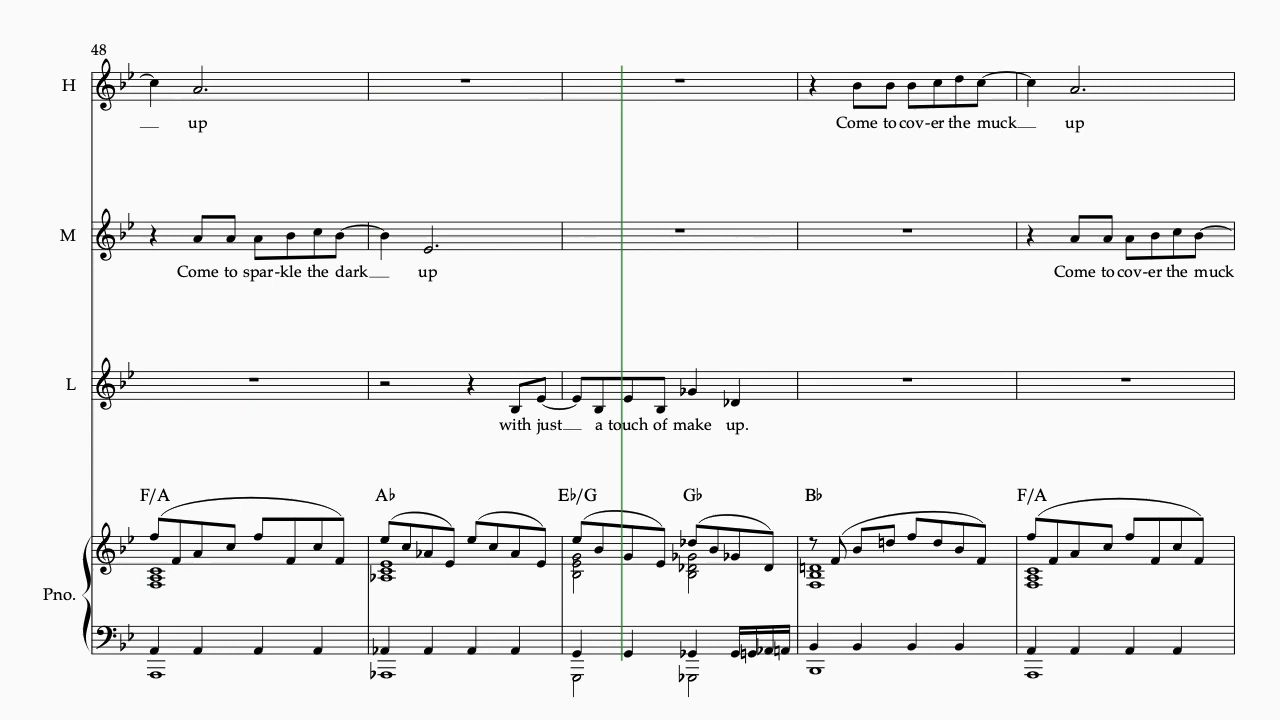 48
H
up Come to cov-er the muck up
M
Come to spar-kle the dark up Come to cov-er the muck
L
with just a touch of make up.
F/A A♭ E♭/G G♭ B♭ F/A
Pno.